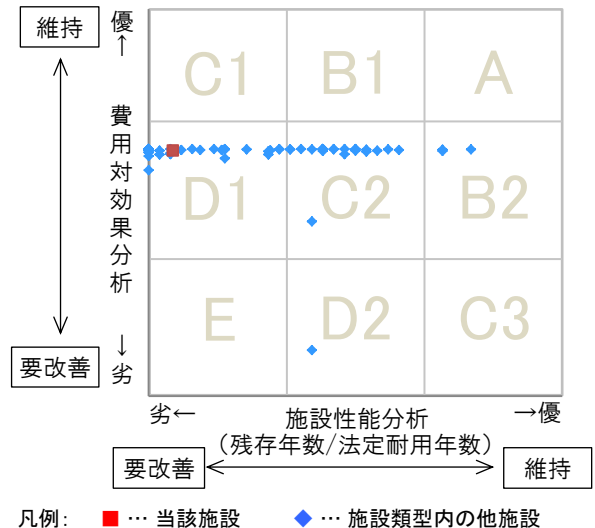 維持
優←
C1 B1 A
費用対効果分析
D1 C2 B2
E D2 C3
要改善
→劣
劣← 施設性能分析 →優
（残存年数/法定耐用年数）
要改善 維持
凡例： ■ … 当該施設 ◆ … 施設類型内の他施設